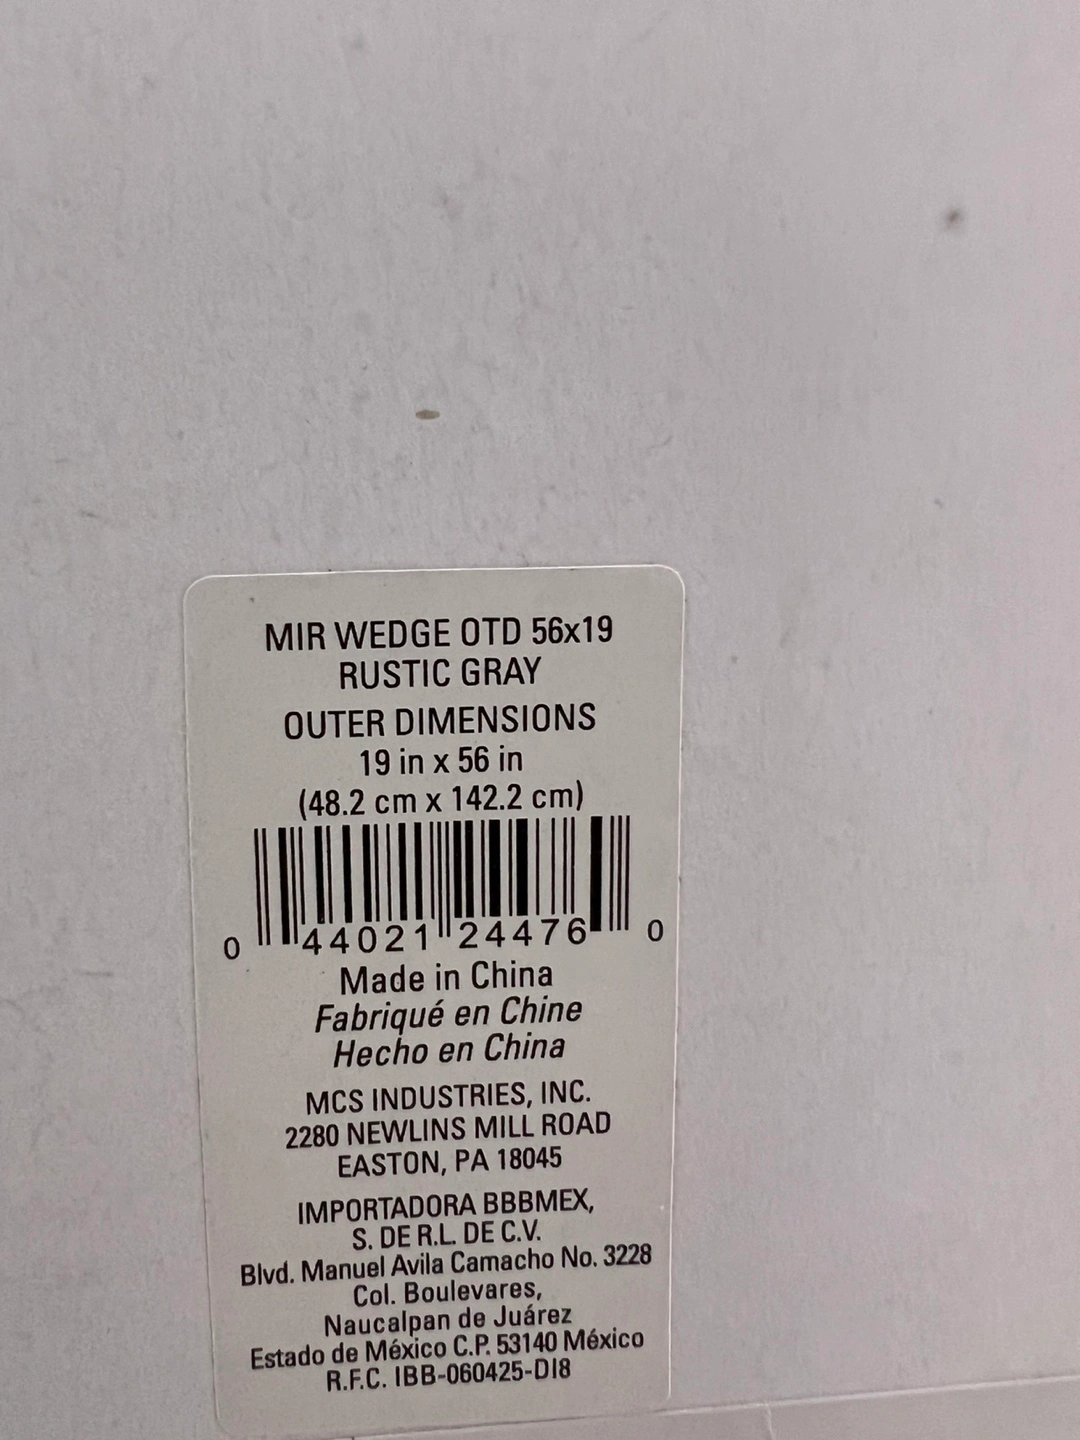 MIR WEDGE OTD 56x19
RUSTIC GRAY
OUTER DIMENSIONS
19 in x 56 in
(48.2 cm x 142.2 cm)
0 44021 24476 0
Made in China
Fabriqué en Chine
Hecho en China
MCS INDUSTRIES, INC.
2280 NEWLINS MILL ROAD
EASTON, PA 18045
IMPORTADORA BBBMEX,
S. DE R.L. DE C.V.
Blvd. Manuel Avila Camacho No. 3228
Col. Boulevares,
Naucalpan de Juárez
Estado de México C.P. 53140 México
R.F.C. IBB-060425-DI8